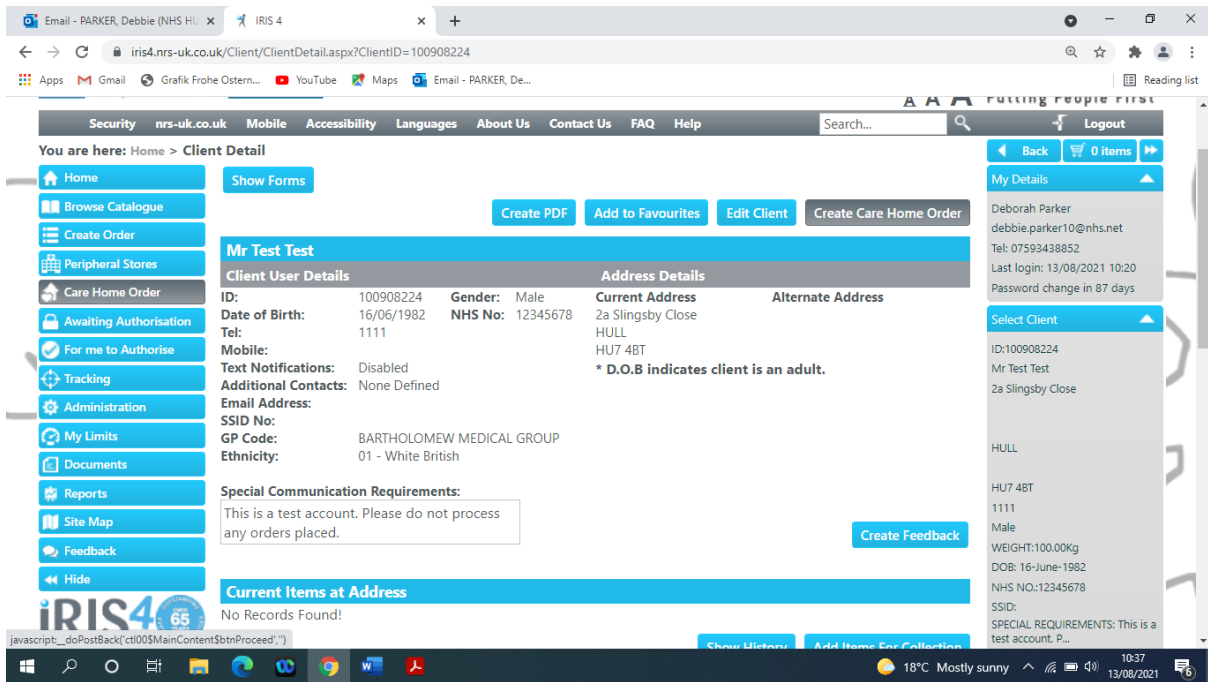 Email - PARKER, Debbie (NHS HU
IRIS 4
iris4.nrs-uk.co.uk/Client/ClientDetail.aspx?ClientID=100908224
Apps Gmail Grafik Frohe Ostern... YouTube Maps Email - PARKER, De... Reading list
A A A Putting People First
Security nrs-uk.co.uk Mobile Accessibility Languages About Us Contact Us FAQ Help Search... Logout
You are here: Home > Client Detail
Back 0 items
Home
Browse Catalogue
Create Order
Peripheral Stores
Care Home Order
Awaiting Authorisation
For me to Authorise
Tracking
Administration
My Limits
Documents
Reports
Site Map
Feedback
Hide
iRIS4 65
Show Forms
Create PDF Add to Favourites Edit Client Create Care Home Order
Mr Test Test
Client User Details Address Details
ID: 100908224 Gender: Male Current Address Alternate Address
Date of Birth: 16/06/1982 NHS No: 12345678 2a Slingsby Close
Tel: 1111 HULL
Mobile: HU7 4BT
Text Notifications: Disabled * D.O.B indicates client is an adult.
Additional Contacts: None Defined
Email Address:
SSID No:
GP Code: BARTHOLOMEW MEDICAL GROUP
Ethnicity: 01 - White British
Special Communication Requirements:
This is a test account. Please do not process
any orders placed.
Create Feedback
Current Items at Address
No Records Found!
Show History Add Items For Collection
My Details
Deborah Parker
debbie.parker10@nhs.net
Tel: 07593438852
Last login: 13/08/2021 10:20
Password change in 87 days
Select Client
ID:100908224
Mr Test Test
2a Slingsby Close
HULL
HU7 4BT
1111
Male
WEIGHT:100.00Kg
DOB: 16-June-1982
NHS NO.:12345678
SSID:
SPECIAL REQUIREMENTS: This is a
test account. P...
javascript:__doPostBack('ctl00$MainContent$btnProceed','')
18°C Mostly sunny 10:37
13/08/2021
6